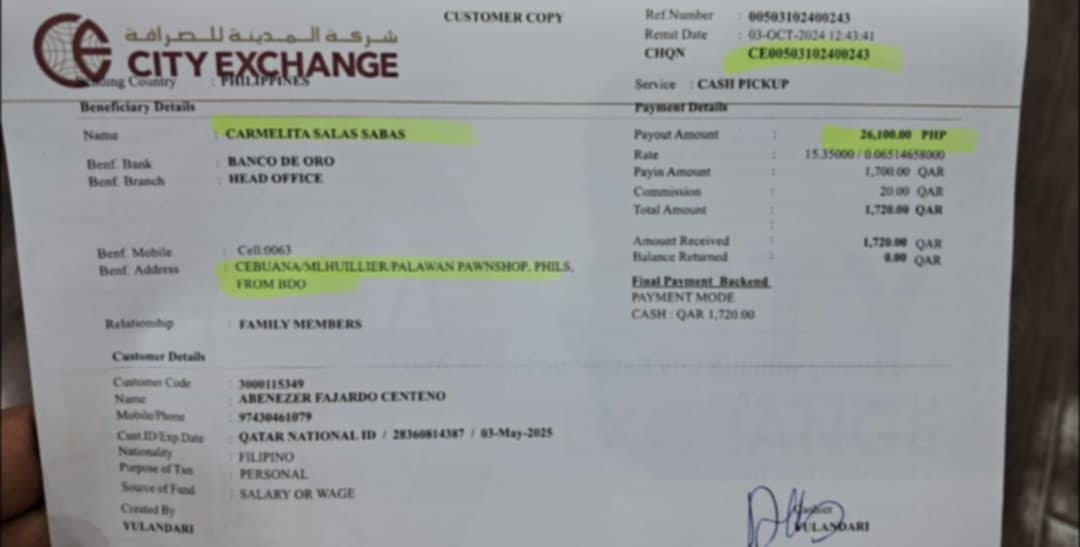 CUSTOMER COPY
شركة المدينة للصرافة
CITY EXCHANGE
Ref.Number : 00503102400243
Remit Date : 03-OCT-2024 12:43:41
CHQN : CE00503102400243
Country : PHILIPPINES
Service : CASH PICKUP
Beneficiary Details
Payment Details
Name : CARMELITA SALAS SABAS
Payout Amount : 26,100.00 PHP
Benf. Bank : BANCO DE ORO
Rate : 15.35000 / 0.06514658000
Benf. Branch : HEAD OFFICE
Payin Amount : 1,700.00 QAR
Commission : 20.00 QAR
Total Amount : 1,720.00 QAR
Benf. Mobile : Cell:0063
Amount Received : 1,720.00 QAR
Benf. Address : CEBUANA/MLHUILLIER/PALAWAN PAWNSHOP, PHILS,
FROM BDO
Balance Returned : 0.00 QAR
Final Payment Backend
PAYMENT MODE
CASH : QAR 1,720.00
Relationship : FAMILY MEMBERS
Customer Details
Customer Code : 3000115349
Name : ABENEZER FAJARDO CENTENO
Mobile/Phone : 97430461079
Cust.ID/Exp.Date : QATAR NATIONAL ID / 28360814387 / 03-May-2025
Nationality : FILIPINO
Purpose of Txn : PERSONAL
Source of Fund : SALARY OR WAGE
Created By
YULANDARI
Cashier
YULANDARI